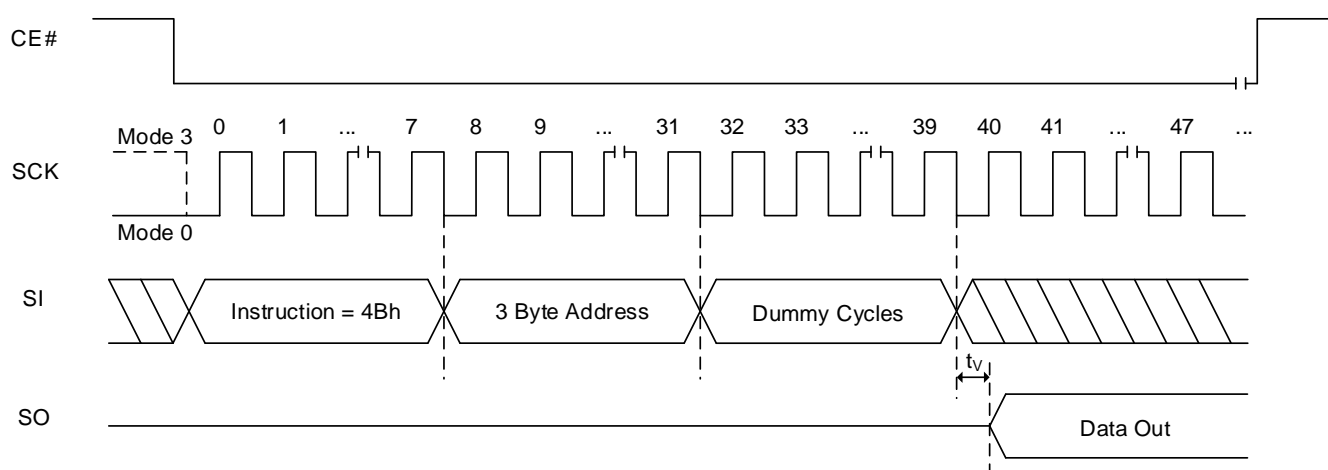 CE#
Mode 3 0 1 ... 7 8 9 ... 31 32 33 ... 39 40 41 ... 47 ...
SCK
Mode 0
SI Instruction = 4Bh 3 Byte Address Dummy Cycles
tV
SO Data Out